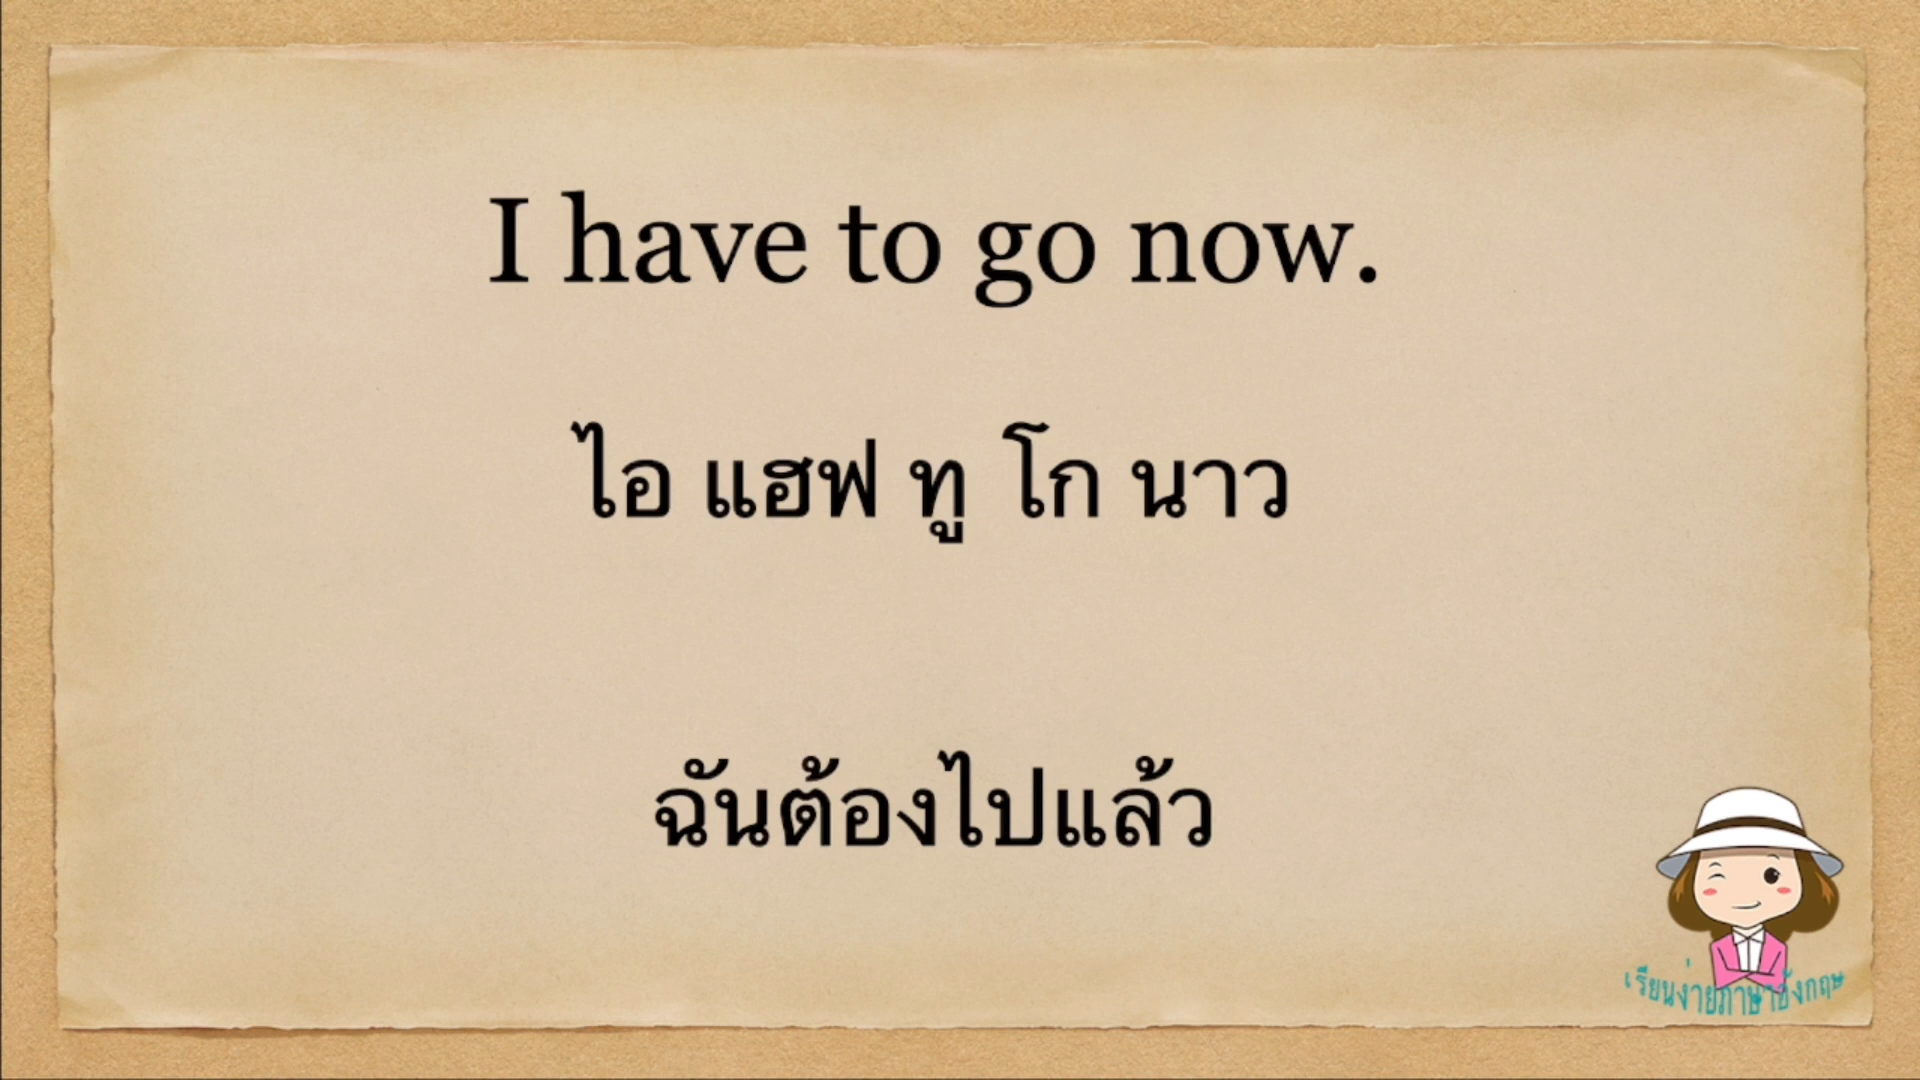 I have to go now.
ไอ แฮฟ ทู โก นาว
ฉันต้องไปแล้ว
เรียนง่ายภาษาอังกฤษ